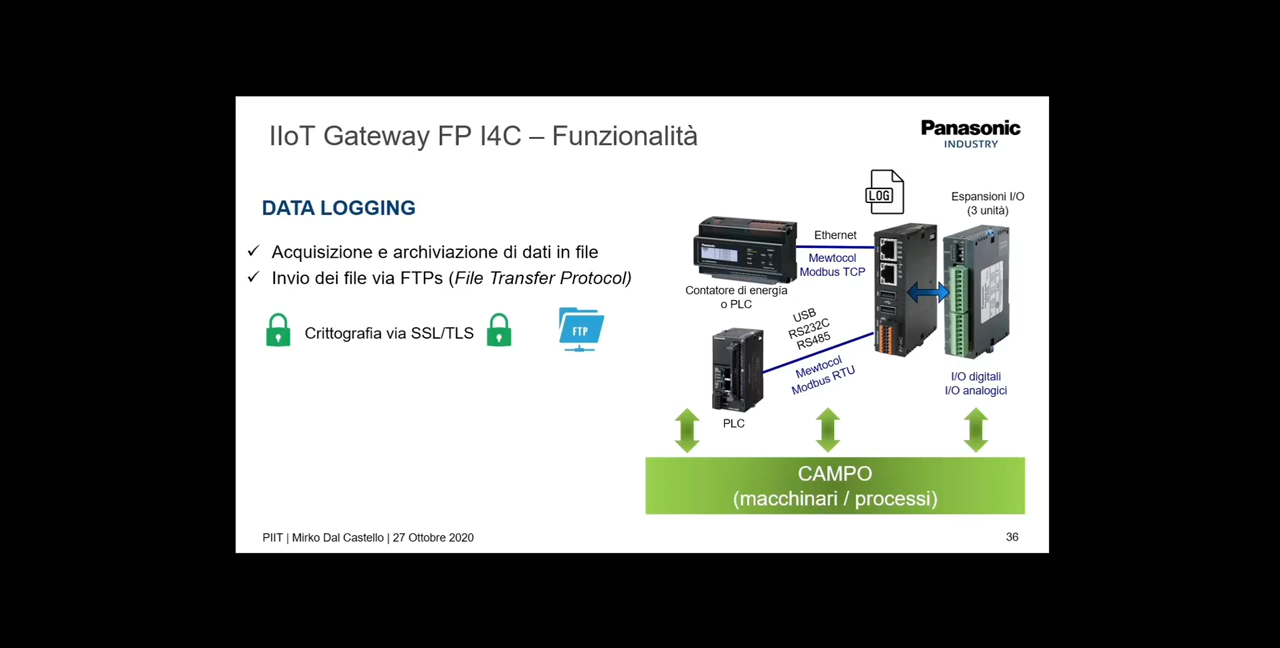 IIoT Gateway FP I4C – Funzionalità
Panasonic
INDUSTRY
DATA LOGGING
✓ Acquisizione e archiviazione di dati in file
✓ Invio dei file via FTPs (File Transfer Protocol)
Crittografia via SSL/TLS
FTP
LOG
Espansioni I/O
(3 unità)
Ethernet
Mewtocol
Modbus TCP
Contatore di energía
o PLC
USB
RS232C
RS485
Mewtocol
Modbus RTU
PLC
I/O digitali
I/O analogici
CAMPO
(macchinari / processi)
PIIT | Mirko Dal Castello | 27 Ottobre 2020
36